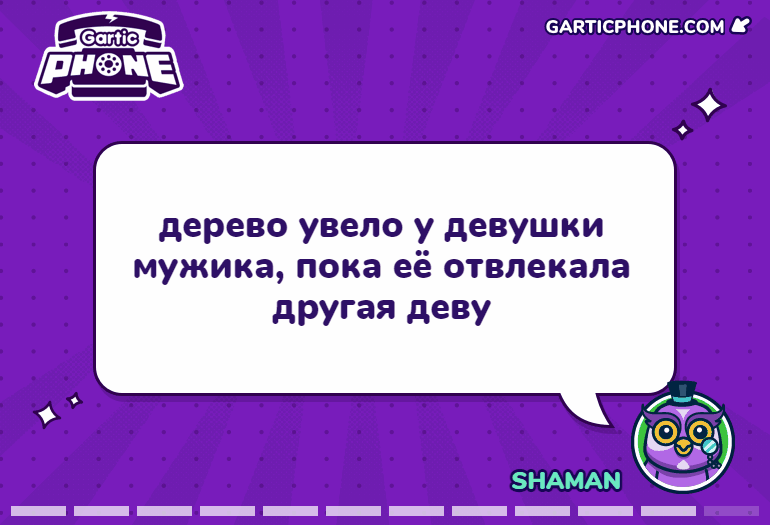 Gartic
PHONE
GARTICPHONE.COM
дерево увело у девушки
мужика, пока её отвлекала
другая деву
SHAMAN